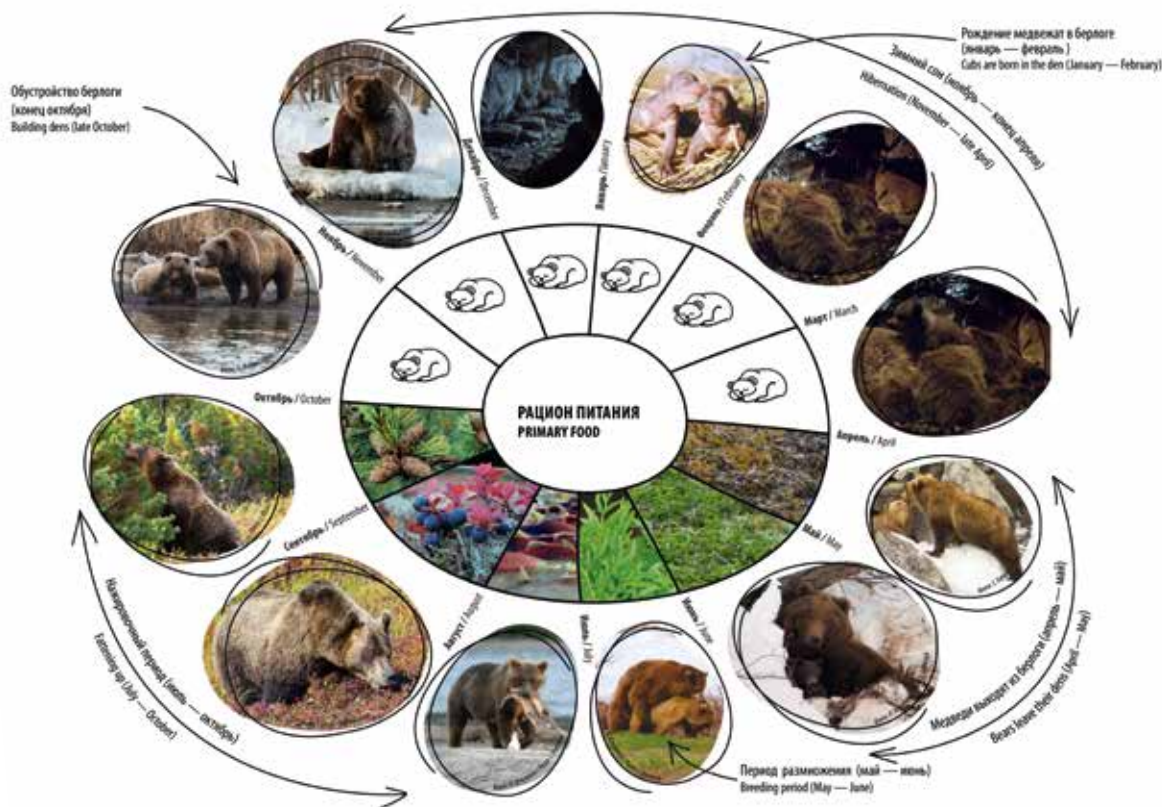 Рождение медвежат в берлоге
(январь — февраль )
Cubs are born in the den (January — February)
Зимний сон (ноябрь — конец апреля)
Hibernation (November — late April)
Обустройство берлоги
(конец октября)
Building dens (late October)
Декабрь / December
Январь / January
Февраль / February
Ноябрь / November
Март / March
Октябрь / October
РАЦИОН ПИТАНИЯ
PRIMARY FOOD
Апрель / April
Сентябрь / September
Май / May
Август / August
Июль / July
Июнь / June
Нажировочный период (июль — октябрь)
Fattening up (July — October)
Медведи выходят из берлоги (апрель — май)
Bears leave their dens (April — May)
Период размножения (май — июнь)
Breeding period (May — June)